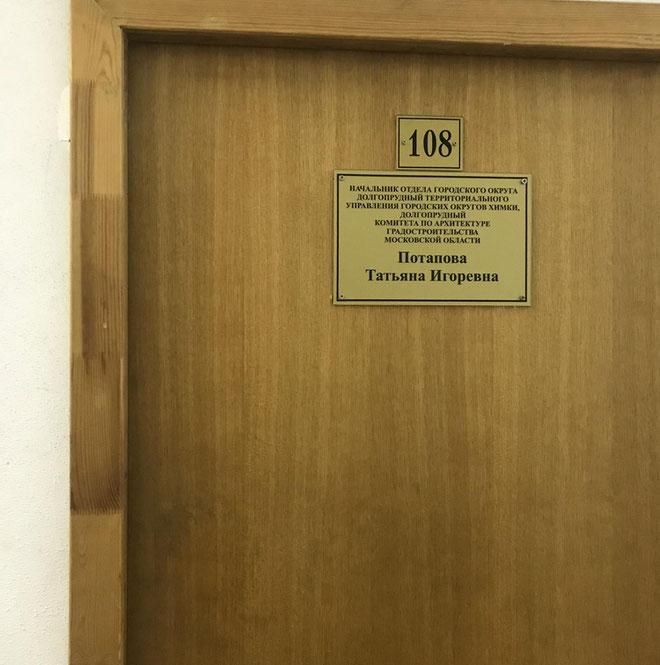 108
НАЧАЛЬНИК ОТДЕЛА ГОРОДСКОГО ОКРУГА
ДОЛГОПРУДНЫЙ ТЕРРИТОРИАЛЬНОГО
УПРАВЛЕНИЯ ГОРОДСКИХ ОКРУГОВ ХИМКИ,
ДОЛГОПРУДНЫЙ
КОМИТЕТА ПО АРХИТЕКТУРЕ
ГРАДОСТРОИТЕЛЬСТВА
МОСКОВСКОЙ ОБЛАСТИ
Потапова
Татьяна Игоревна